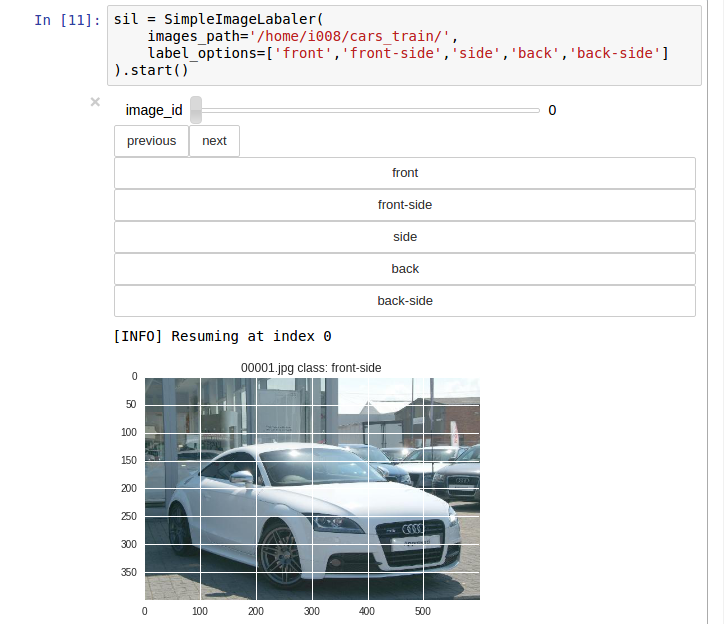 In [11]:
sil = SimpleImageLabaler(
images_path='/home/i008/cars_train/',
label_options=['front','front-side','side','back','back-side']
).start()
×
image_id 0
previous next
front
front-side
side
back
back-side
[INFO] Resuming at index 0
00001.jpg class: front-side
0
50
100
150
200
250
300
350
0 100 200 300 400 500